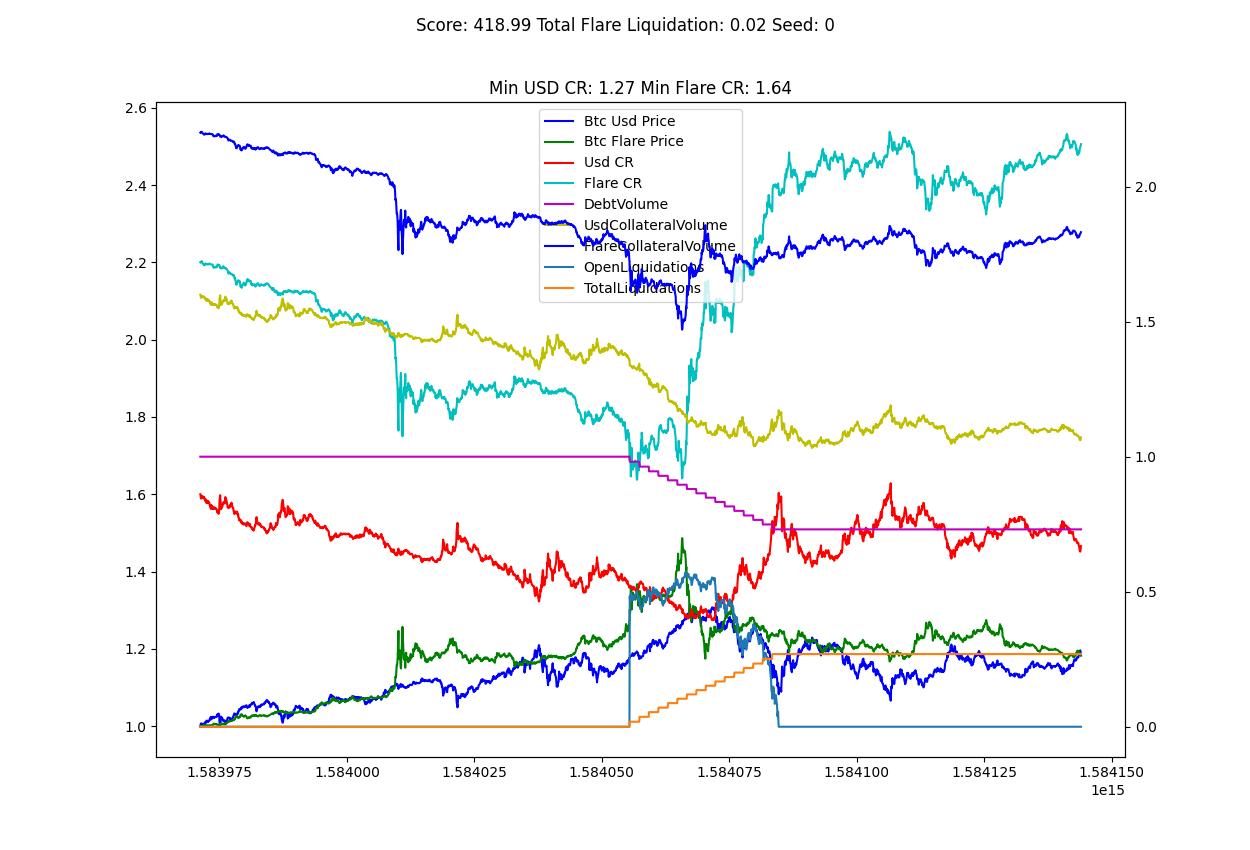 Score: 418.99 Total Flare Liquidation: 0.02 Seed: 0
Min USD CR: 1.27 Min Flare CR: 1.64
2.6
2.4
2.2
2.0
1.8
1.6
1.4
1.2
1.0
Btc Usd Price
Btc Flare Price
Usd CR
Flare CR
DebtVolume
UsdCollateralVolume
FlareCollateralVolume
OpenLiquidations
TotalLiquidations
2.0
1.5
1.0
0.5
0.0
1.583975 1.584000 1.584025 1.584050 1.584075 1.584100 1.584125 1.584150
1e15